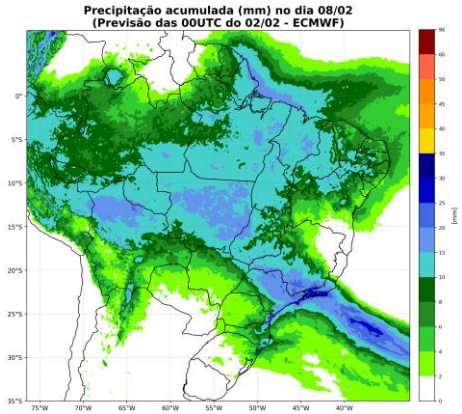 Precipitação acumulada (mm) no dia 08/02
(Previsão das 00UTC do 02/02 - ECMWF)
0°
5°S
10°S
15°S
20°S
25°S
30°S
35°S
75°W 70°W 65°W 60°W 55°W 50°W 45°W 40°W
90
60
50
45
40
35
30
25
20
15
10
8
6
4
2
0
[mm]